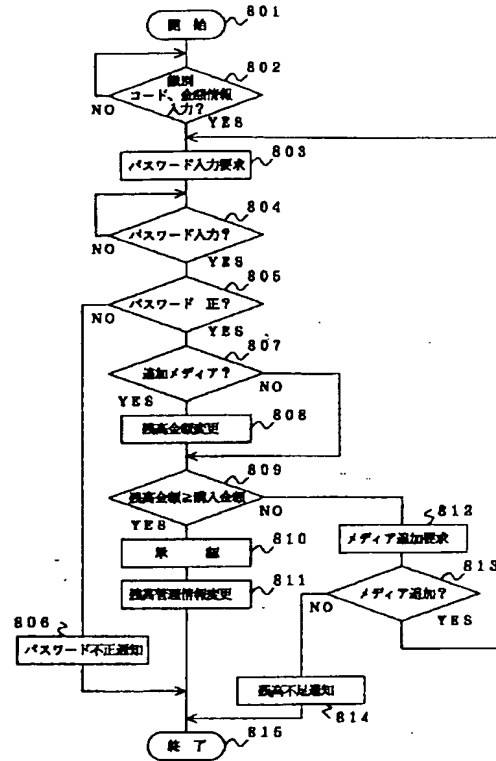 801
開始
802
識別
コード、金額情報
入力?
NO
YES
803
パスワード入力要求
804
パスワード入力?
NO
YES
805
パスワード 正?
NO
YES
807
追加メディア?
NO
YES
808
残高金額変更
809
残高金額≧購入金額
NO
YES
810
承認
811
残高管理情報変更
812
メディア追加要求
813
メディア追加?
NO
YES
806
パスワード不正通知
残高不足通知
814
終了
815